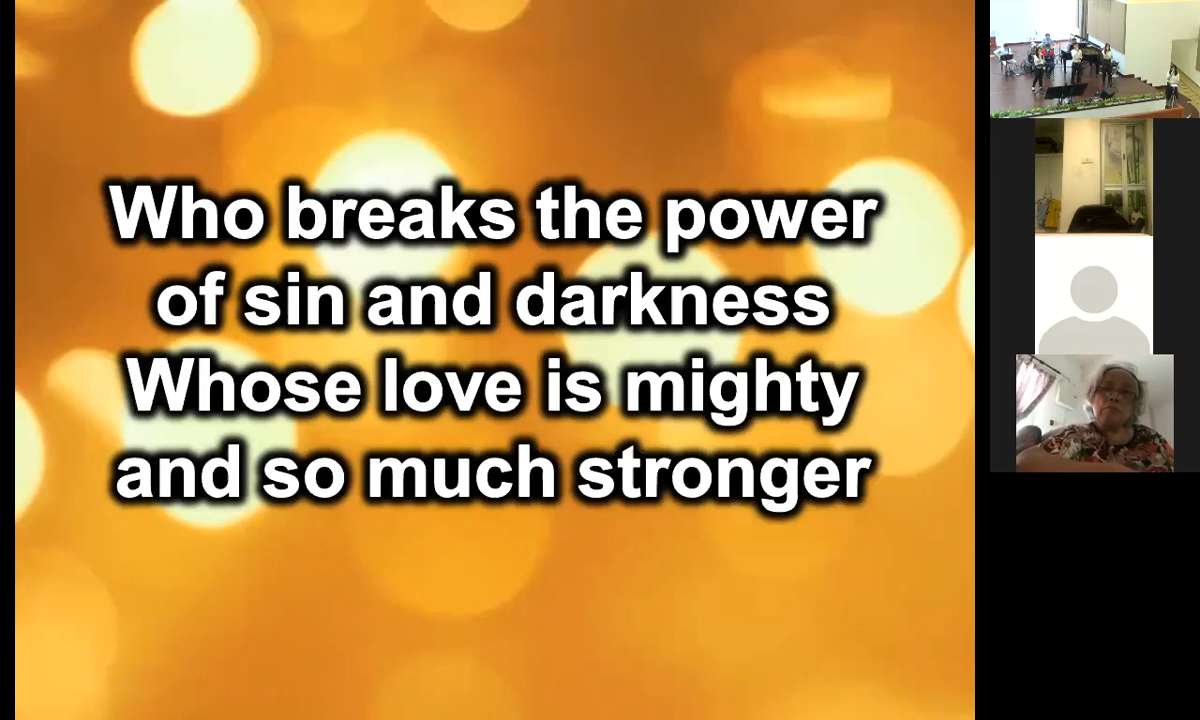 Who breaks the power
of sin and darkness
Whose love is mighty
and so much stronger